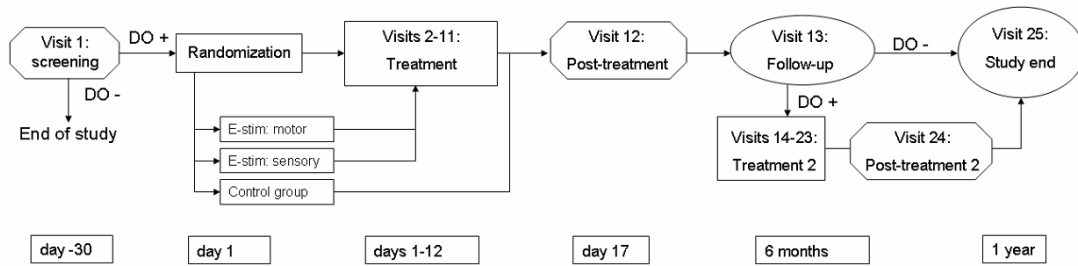 Visit 1:
screening
DO +
DO -
End of study
Randomization
E-stim: motor
E-stim: sensory
Control group
Visits 2-11:
Treatment
Visit 12:
Post-treatment
Visit 13:
Follow-up
DO -
DO +
Visits 14-23:
Treatment 2
Visit 24:
Post-treatment 2
Visit 25:
Study end
day -30
day 1
days 1-12
day 17
6 months
1 year